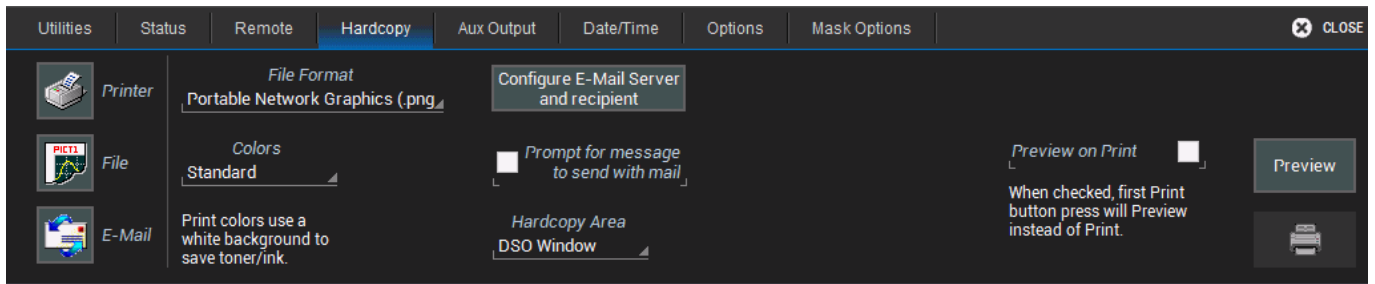 Utilities
Status
Remote
Hardcopy
Aux Output
Date/Time
Options
Mask Options
CLOSE
Printer
File Format
Portable Network Graphics (.png
Configure E-Mail Server
and recipient
PICT1
File
Colors
Standard
Prompt for message
to send with mail
Preview on Print
Preview
When checked, first Print
button press will Preview
instead of Print.
E-Mail
Print colors use a
white background to
save toner/ink.
Hardcopy Area
DSO Window